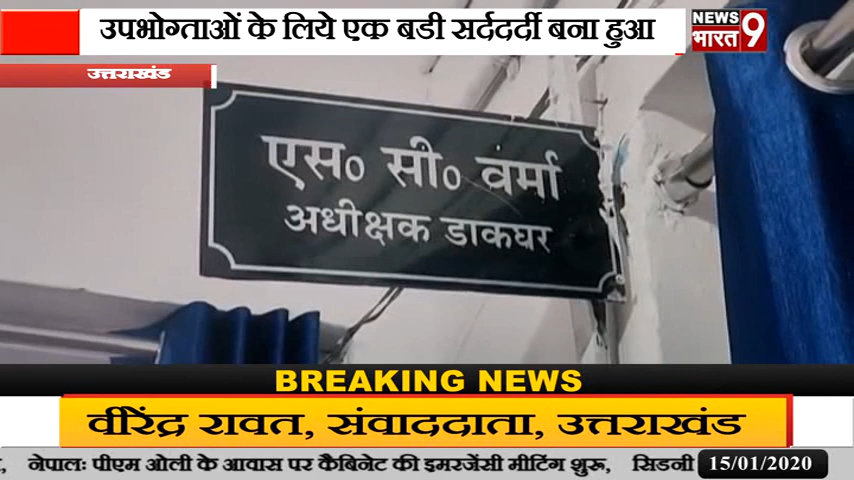 उपभोग्ताओं के लिये एक बडी सर्ददर्दी बना हुआ
NEWS
भारत 9
उत्तराखंड
एस० सी० वर्मा
अधीक्षक डाकघर
BREAKING NEWS
वीरेंद्र रावत, संवाददाता, उत्तराखंड
नेपालः पीएम ओली के आवास पर कैबिनेट की इमरजेंसी मीटिंग शुरू, सिडनी
15/01/2020